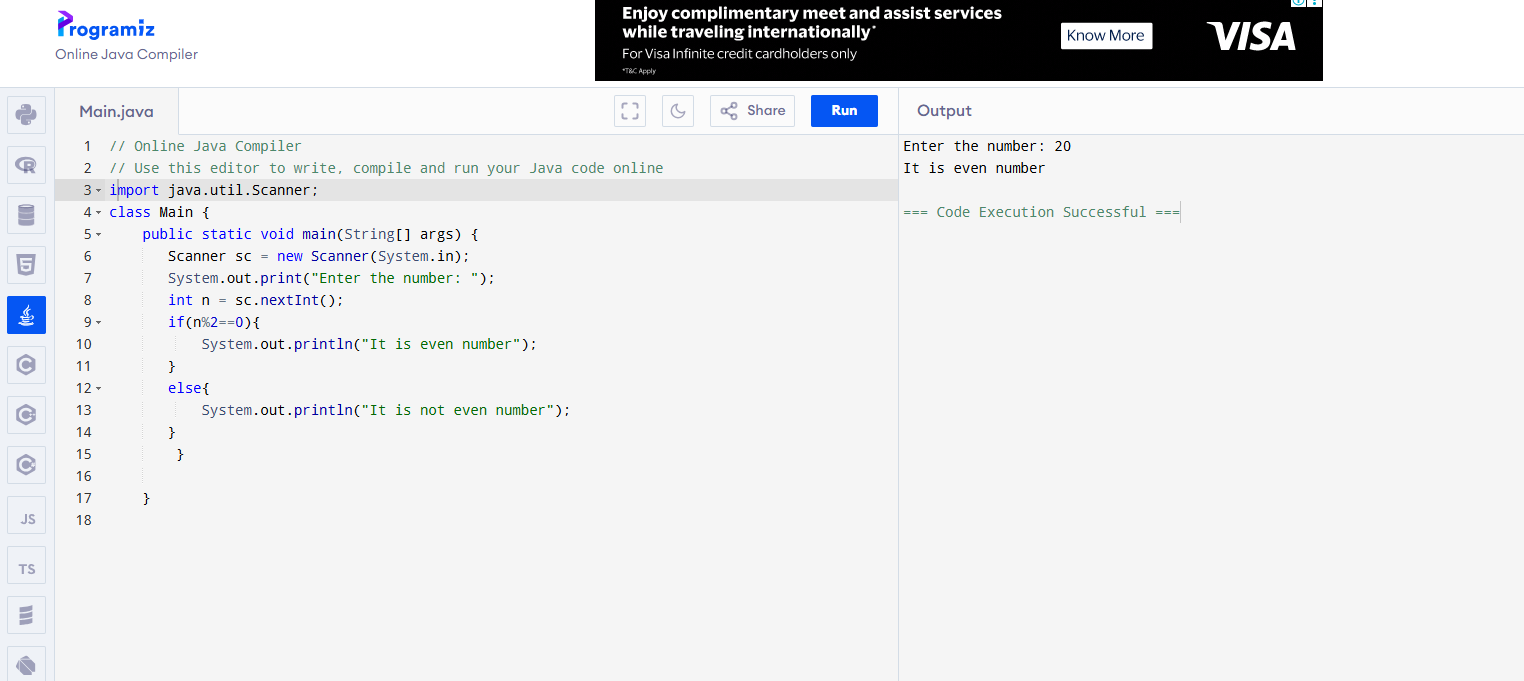 Programiz
Online Java Compiler
Enjoy complimentary meet and assist services
while traveling internationally*
For Visa Infinite credit cardholders only
*T&C Apply
Know More
VISA
Main.java
Share
Run
Output
1 // Online Java Compiler
2 // Use this editor to write, compile and run your Java code online
3 import java.util.Scanner;
4 class Main {
5 public static void main(String[] args) {
6 Scanner sc = new Scanner(System.in);
7 System.out.print("Enter the number: ");
8 int n = sc.nextInt();
9 if(n%2==0){
10 System.out.println("It is even number");
11 }
12 else{
13 System.out.println("It is not even number");
14 }
15 }
16
17 }
18
Enter the number: 20
It is even number
=== Code Execution Successful ===
R
5
C
C
C
JS
TS